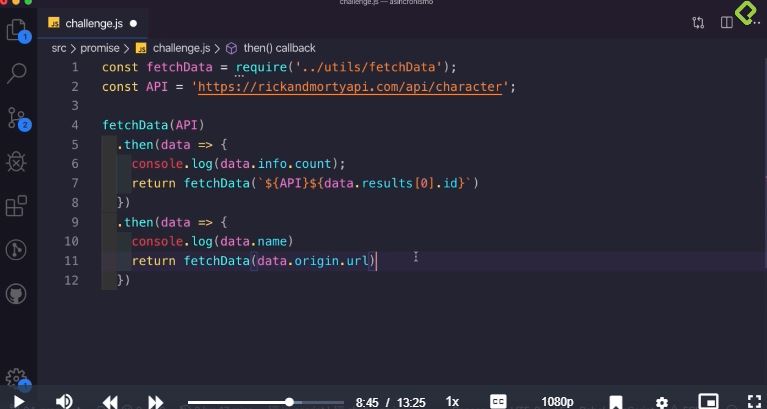 challenge.js — asincronismo
JS challenge.js
src > promise > JS challenge.js > then() callback
1 const fetchData = require('../utils/fetchData');
2 const API = 'https://rickandmortyapi.com/api/character';
3
4 fetchData(API)
5 .then(data => {
6 console.log(data.info.count);
7 return fetchData(`${API}${data.results[0].id}`)
8 })
9 .then(data => {
10 console.log(data.name)
11 return fetchData(data.origin.url)
12 })
1
2
1
8:45 / 13:25 1x CC 1080p